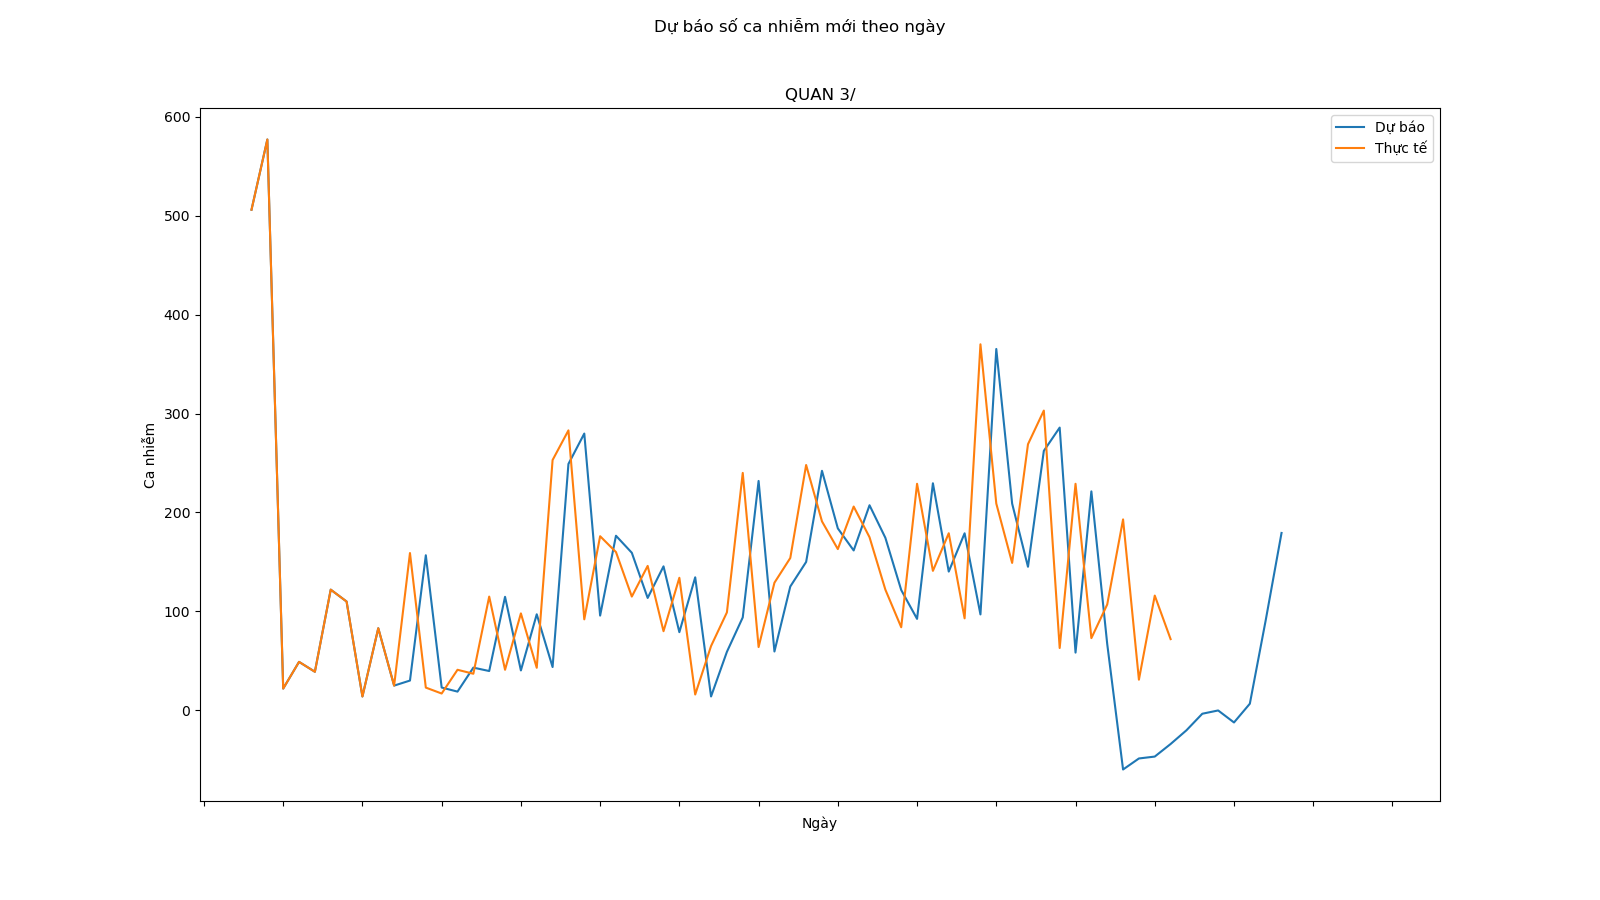 Dự báo số ca nhiễm mới theo ngày
QUAN 3/
600
500
400
300
200
100
0
Ca nhiễm
Dự báo
Thực tế
Ngày